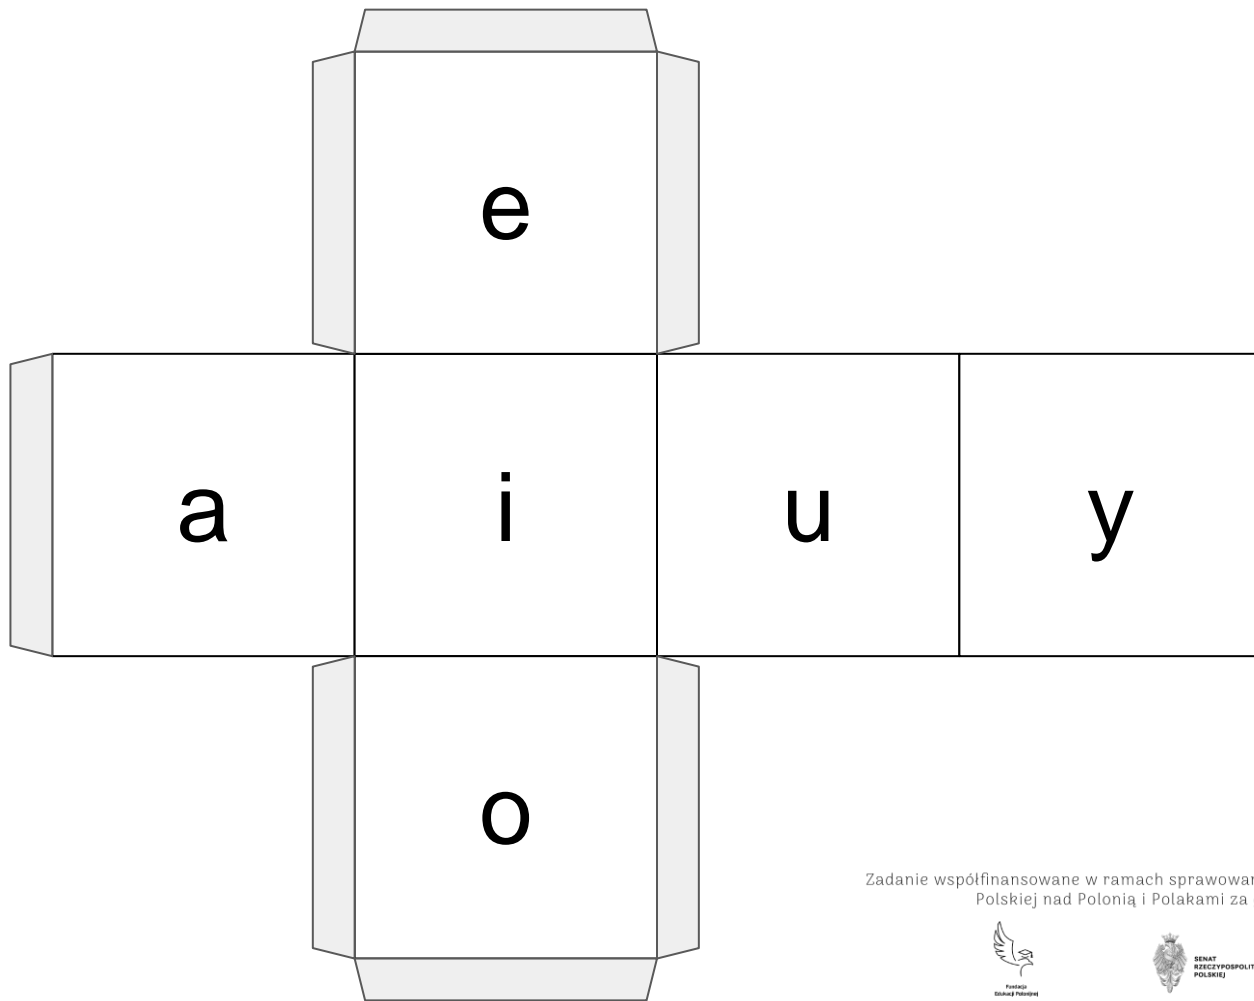 e
a i u y
o
Zadanie współfinansowane w ramach sprawowan
Polskiej nad Polonią i Polakami za
Fundacja
Edukacji Polonijnej
SENAT
RZECZYPOSPOLIT
POLSKIEJ